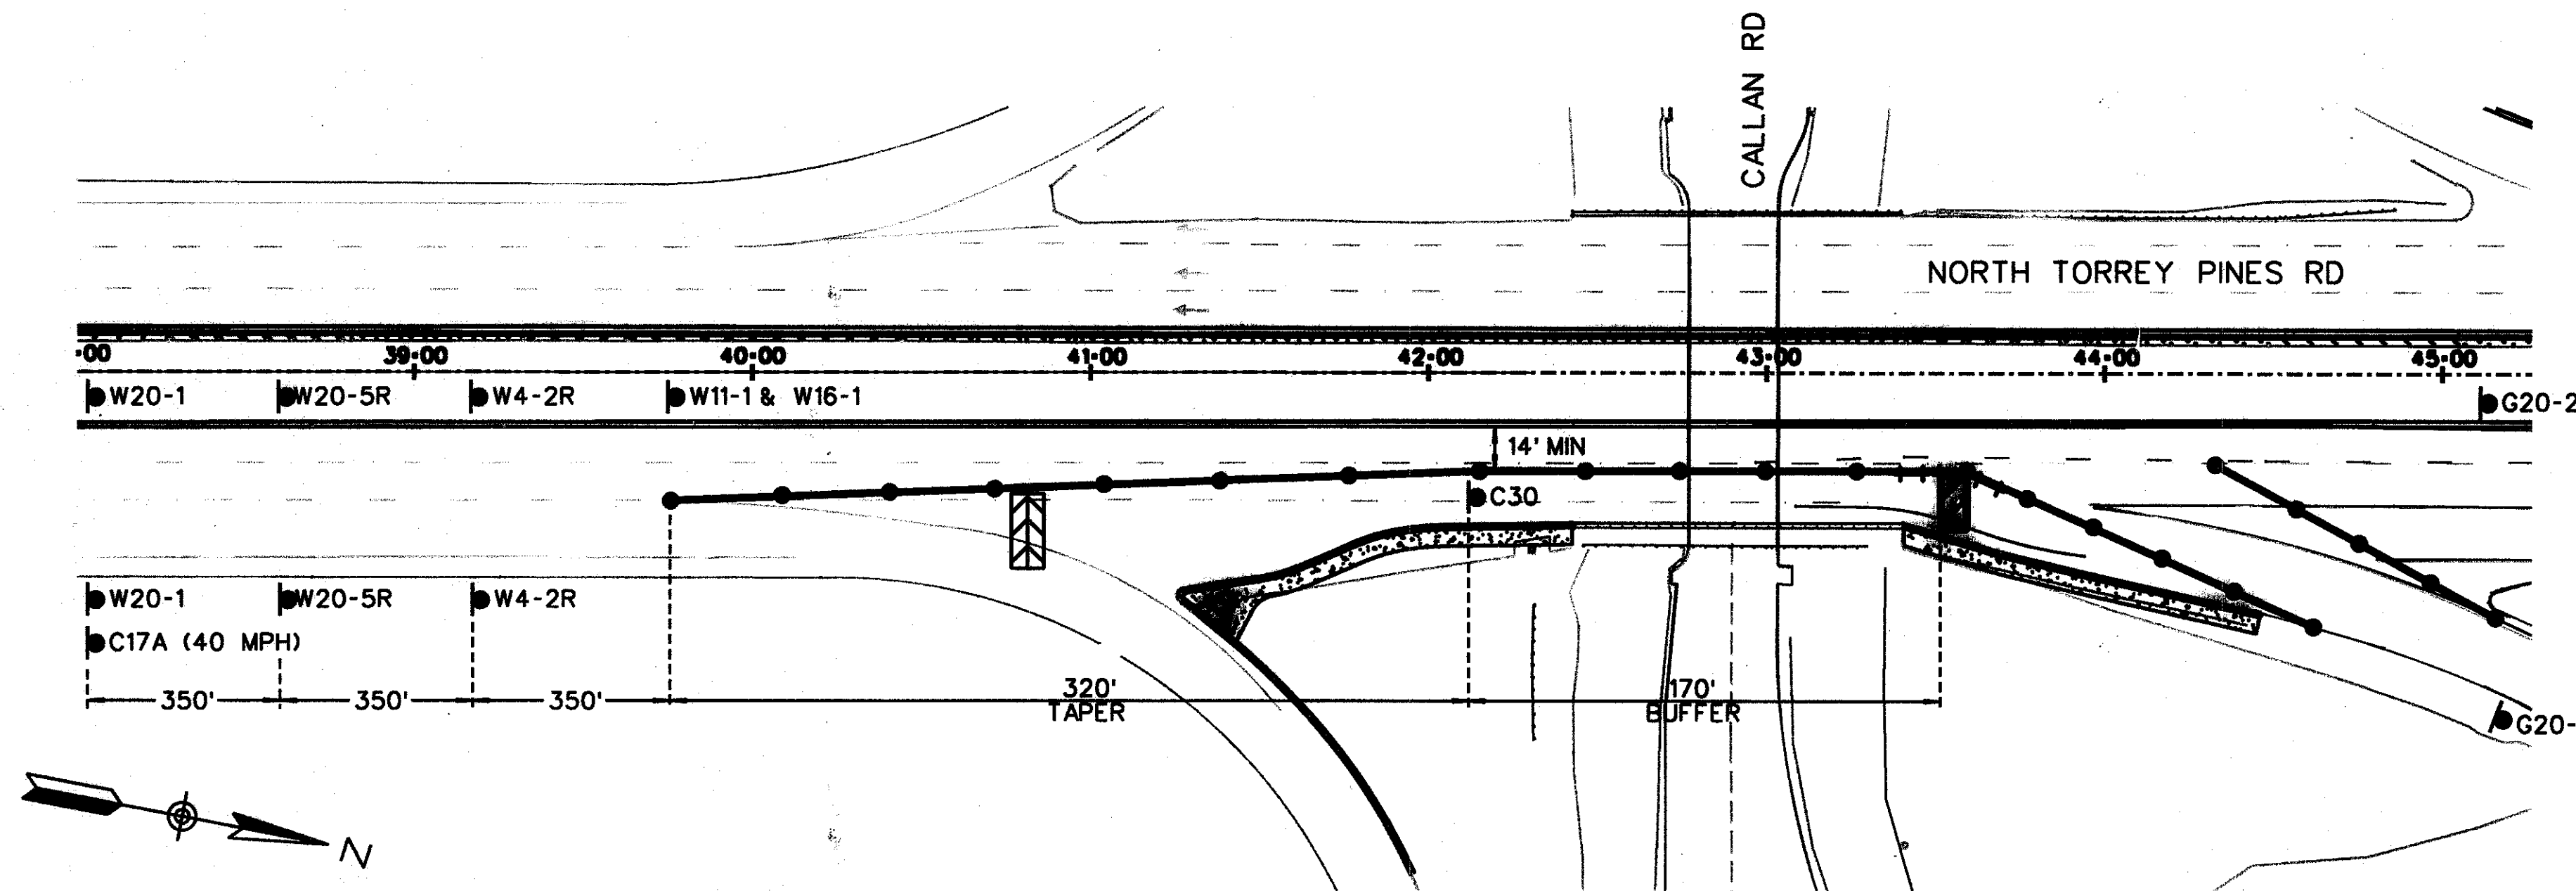 CALLAN RD
NORTH TORREY PINES RD
+00 39+00 40+00 41+00 42+00 43+00 44+00 45+00
W20-1 W20-5R W4-2R W11-1 & W16-1 G20-2
14' MIN
C30
W20-1 W20-5R W4-2R
C17A (40 MPH)
350' 350' 350' 320' 170'
TAPER BUFFER
G20-
N